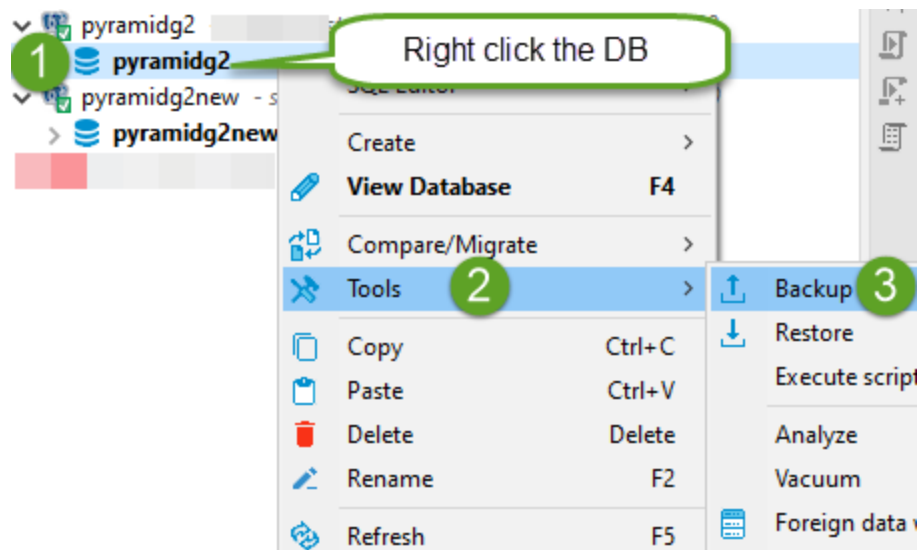 pyramidg2
1
pyramidg2
Right click the DB
pyramidg2new - s
pyramidg2new
SQL Editor
Create
View Database F4
Compare/Migrate
Tools 2
Backup 3
Copy Ctrl+C
Restore
Paste Ctrl+V
Execute script
Delete Delete
Analyze
Rename F2
Vacuum
Refresh F5
Foreign data